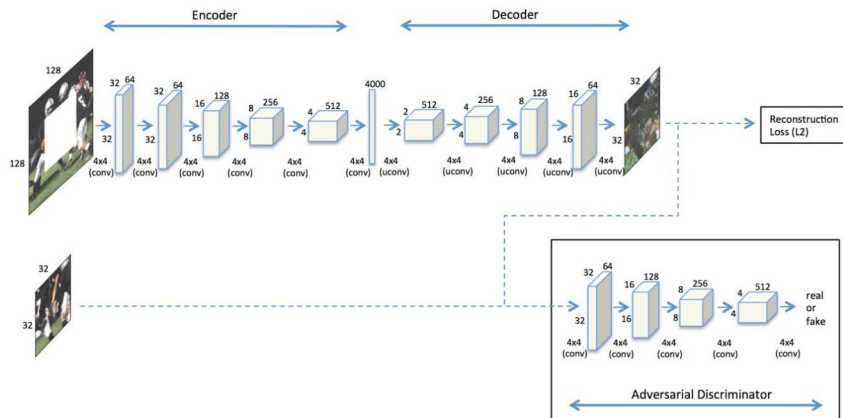 Encoder
Decoder
128
128
32
64
32
4x4
(conv)
32
64
32
4x4
(conv)
16
128
16
4x4
(conv)
8
256
8
4x4
(conv)
4
512
4
4x4
(conv)
4000
4x4
(conv)
2
512
2
4x4
(uconv)
4
256
4
4x4
(uconv)
8
128
8
4x4
(uconv)
16
64
16
4x4
(uconv)
32
32
4x4
(uconv)
Reconstruction
Loss (L2)
32
32
32
64
32
4x4
(conv)
16
128
16
4x4
(conv)
8
256
8
4x4
(conv)
4
512
4
4x4
(conv)
4x4
(conv)
real
or
fake
Adversarial Discriminator